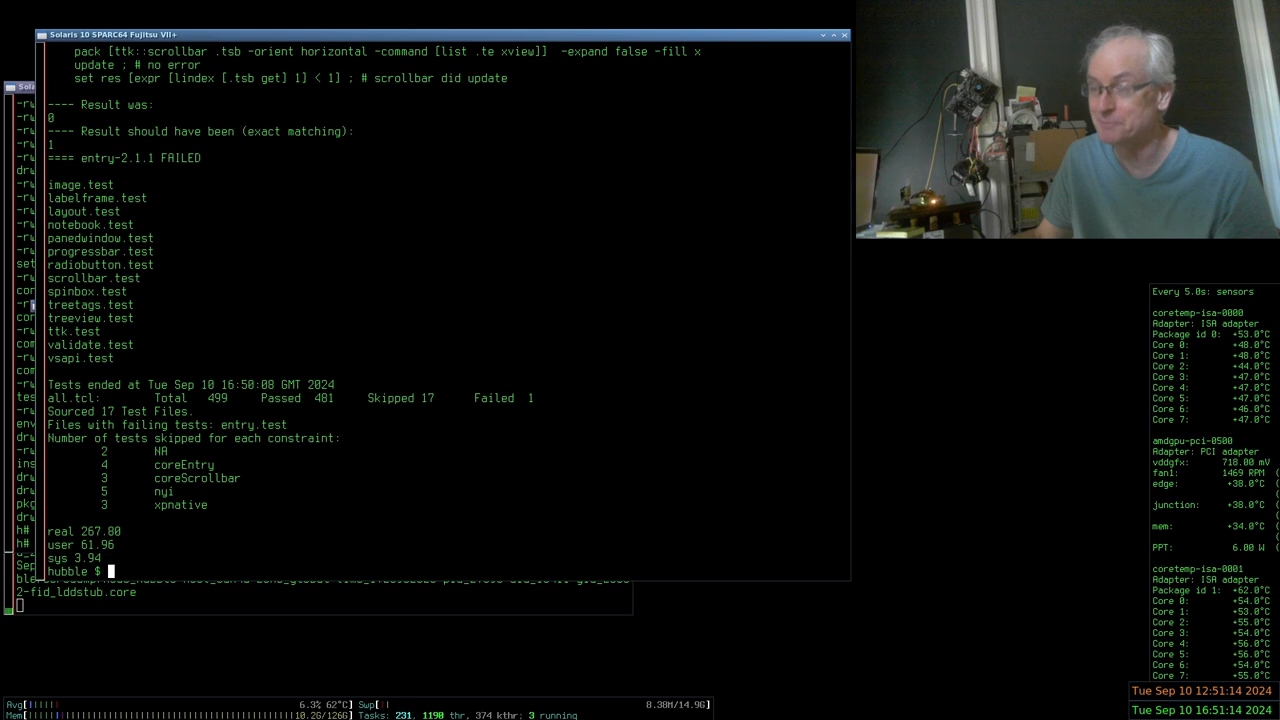 Solaris 10 SPARC64 Fujitsu VII+
pack [ttk::scrollbar .tsb -orient horizontal -command [list .te xview]]  -expand false -fill x
update ; # no error
set res [expr [lindex [.tsb get] 1] < 1] ; # scrollbar did update
---- Result was:
0
---- Result should have been (exact matching):
1
==== entry-2.1.1 FAILED
image.test
labelframe.test
layout.test
notebook.test
panedwindow.test
progressbar.test
radiobutton.test
scrollbar.test
spinbox.test
treetags.test
treeview.test
ttk.test
validate.test
vsapi.test
Tests ended at Tue Sep 10 16:50:08 GMT 2024
all.tcl:        Total   499     Passed  481     Skipped 17      Failed  1
Sourced 17 Test Files.
Files with failing tests: entry.test
Number of tests skipped for each constraint:
2       NA
4       coreEntry
3       coreScrollbar
5       nyi
3       xpnative
real 267.80
user 61.96
sys 3.94
hubble $
2-fid_lddstub.core
Every 5.0s: sensors
coretemp-isa-0000
Adapter: ISA adapter
Package id 0:  +53.0°C
Core 0:        +48.0°C
Core 1:        +48.0°C
Core 2:        +44.0°C
Core 3:        +47.0°C
Core 4:        +47.0°C
Core 5:        +47.0°C
Core 6:        +46.0°C
Core 7:        +47.0°C
amdgpu-pci-0500
Adapter: PCI adapter
vddgfx:      718.00 mV
fan1:        1469 RPM  (
edge:         +38.0°C  (
(
junction:     +38.0°C  (
(
mem:          +34.0°C  (
(
PPT:           6.00 W  (
coretemp-isa-0001
Adapter: ISA adapter
Package id 1:  +62.0°C
Core 0:        +54.0°C
Core 1:        +53.0°C
Core 2:        +55.0°C
Core 3:        +54.0°C
Core 4:        +56.0°C
Core 5:        +56.0°C
Core 6:        +54.0°C
Core 7:        +55.0°C
Tue Sep 10 12:51:14 2024
Tue Sep 10 16:51:14 2024
Avg[|||||| 6.3% 62°C] Swp[|| 8.38M/14.9G]
Mem[|||||||||| 10.2G/126G] Tasks: 231, 1190 thr, 374 kthr; 3 running